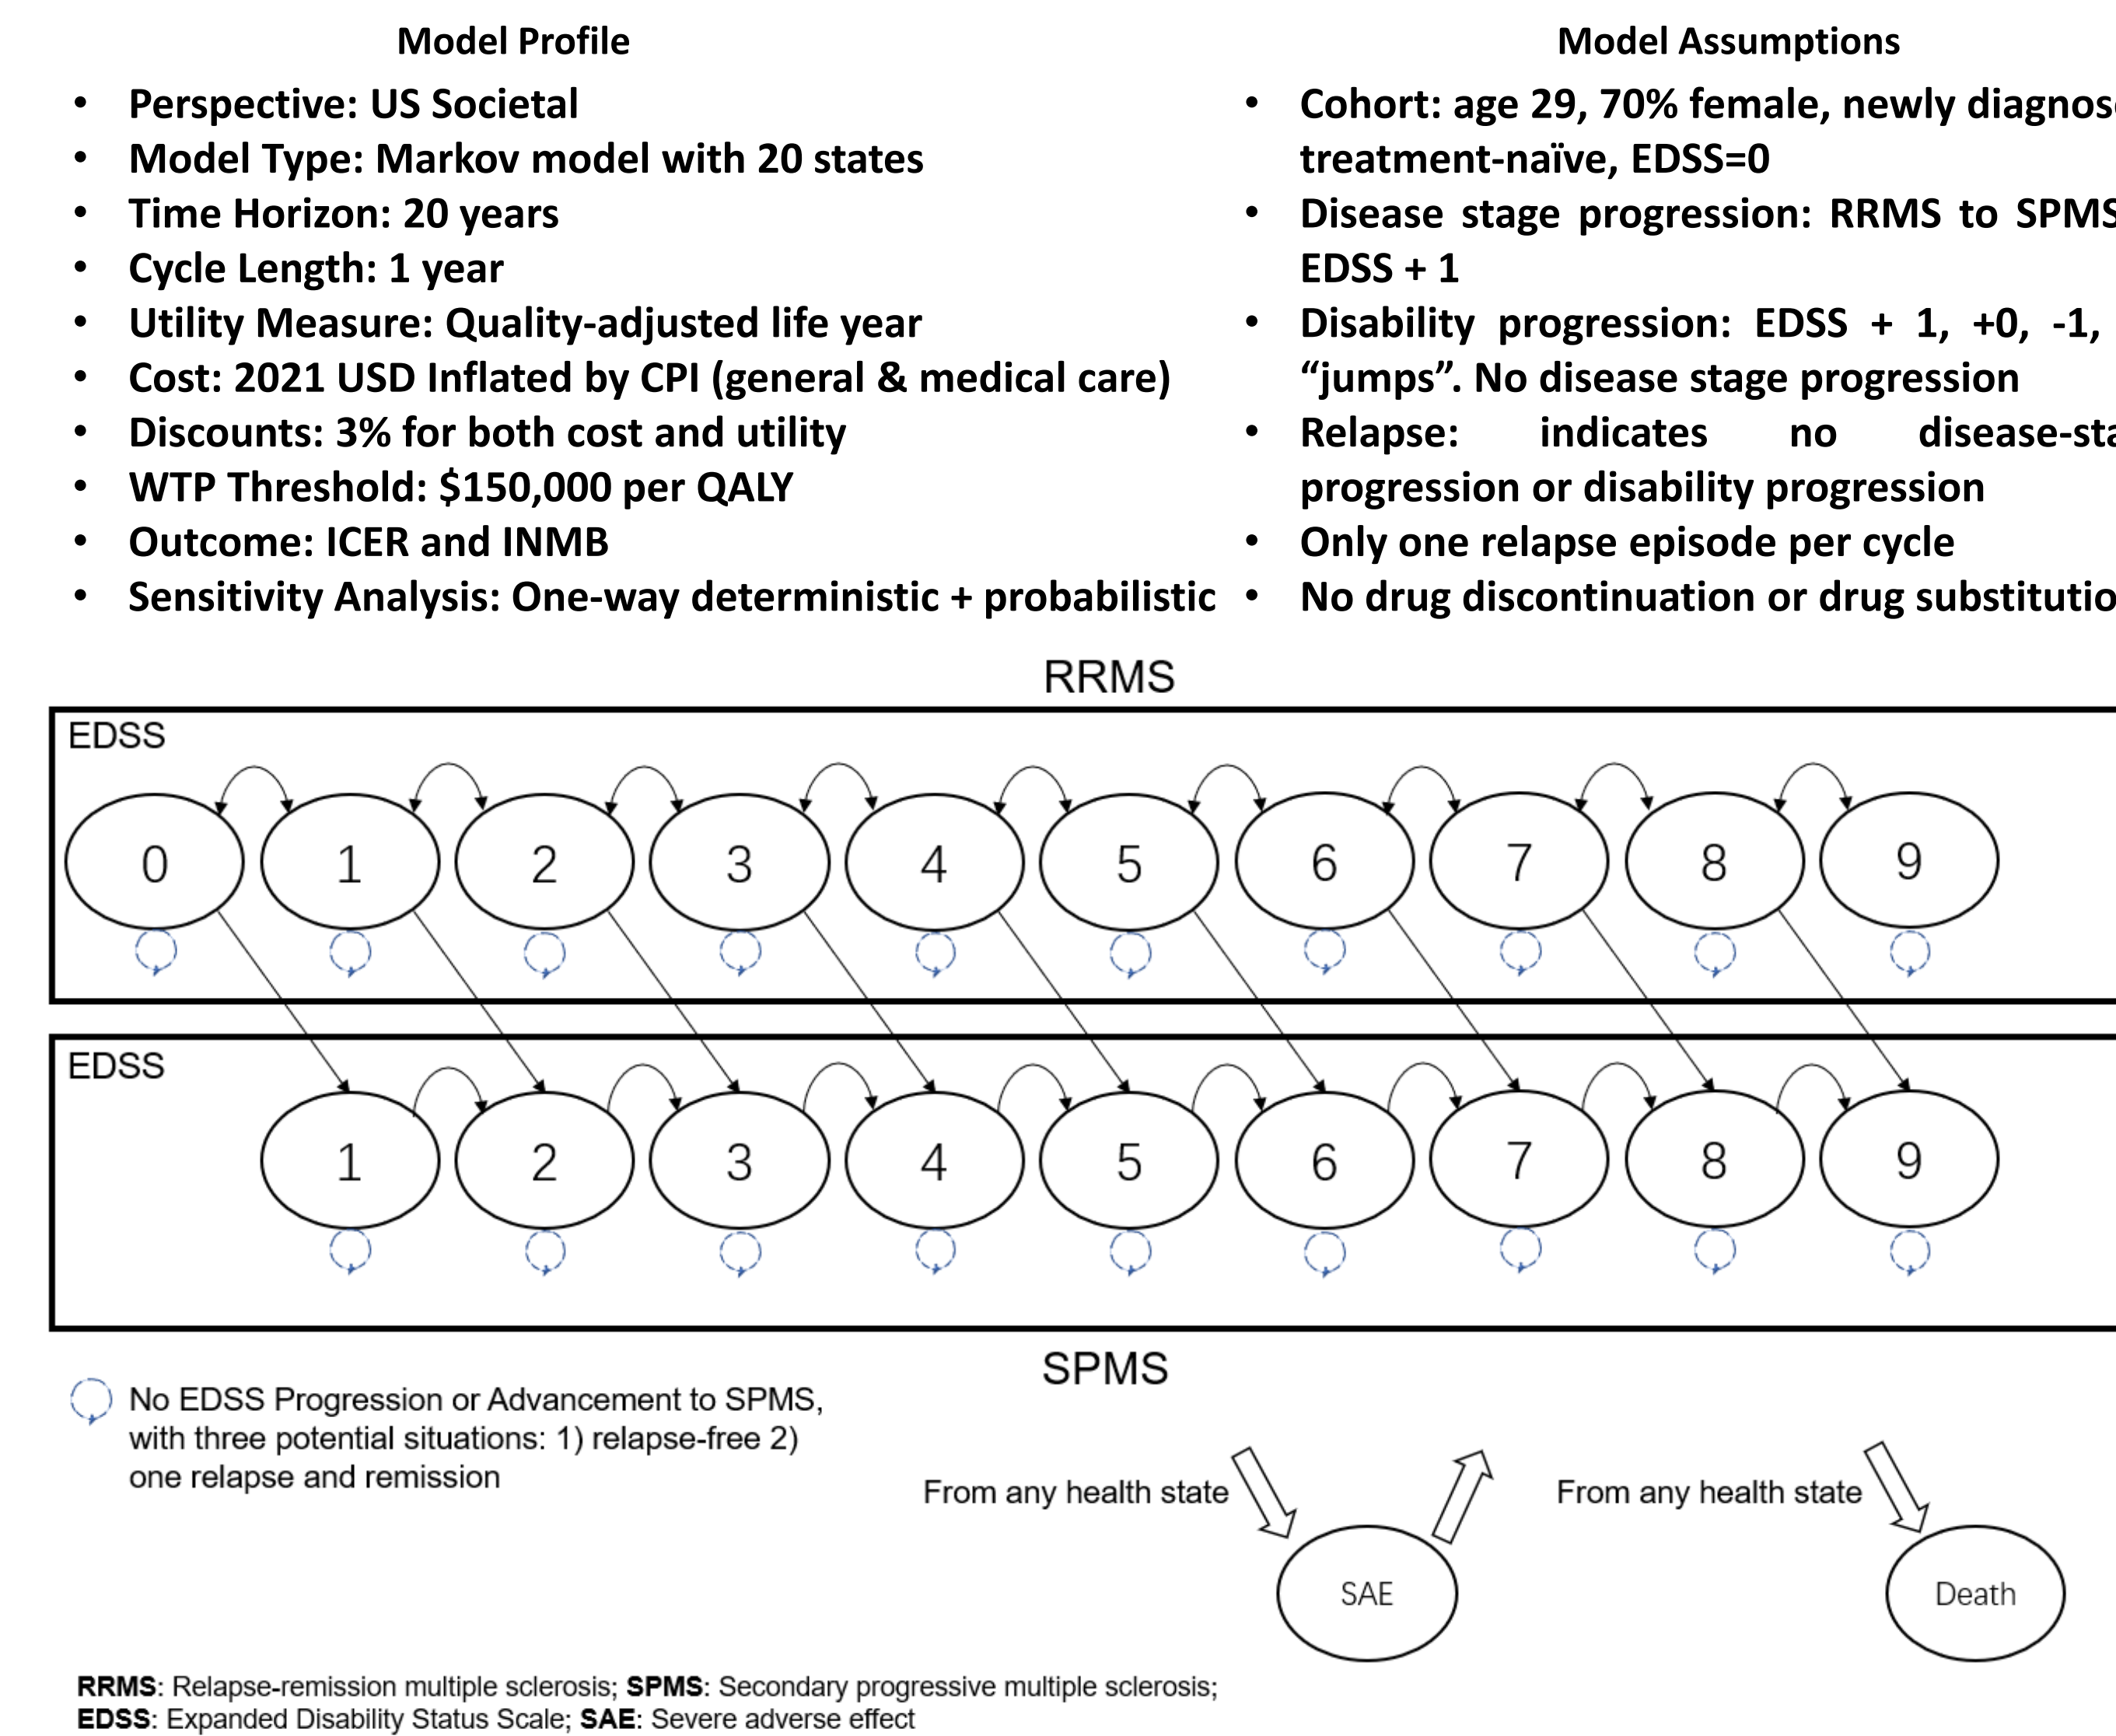 Model Profile
• Perspective: US Societal
• Model Type: Markov model with 20 states
• Time Horizon: 20 years
• Cycle Length: 1 year
• Utility Measure: Quality-adjusted life year
• Cost: 2021 USD Inflated by CPI (general & medical care)
• Discounts: 3% for both cost and utility
• WTP Threshold: $150,000 per QALY
• Outcome: ICER and INMB
• Sensitivity Analysis: One-way deterministic + probabilistic
Model Assumptions
• Cohort: age 29, 70% female, newly
treatment-naïve, EDSS=0
• Disease stage progression: RRMS to SPMS
EDSS + 1
• Disability progression: EDSS + 1, +0, -1,
“jumps”. No disease stage progression
• Relapse: indicates no
progression or disability progression
• Only one relapse episode per cycle
• No drug discontinuation or drug
RRMS
EDSS
0 1 2 3 4 5 6 7 8 9
EDSS
1 2 3 4 5 6 7 8 9
SPMS
No EDSS Progression or Advancement to SPMS,
with three potential situations: 1) relapse-free 2)
one relapse and remission
From any health state
SAE
From any health state
Death
RRMS: Relapse-remission multiple sclerosis; SPMS: Secondary progressive multiple sclerosis;
EDSS: Expanded Disability Status Scale; SAE: Severe adverse effect